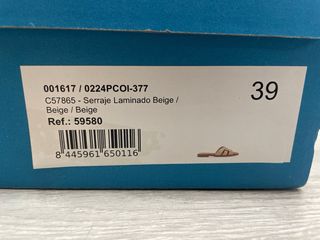 001617 / 0224PCOI-377
39
C57865 - Serraje Laminado Beige /
Beige / Beige
Ref.: 59580
8 445961 650116